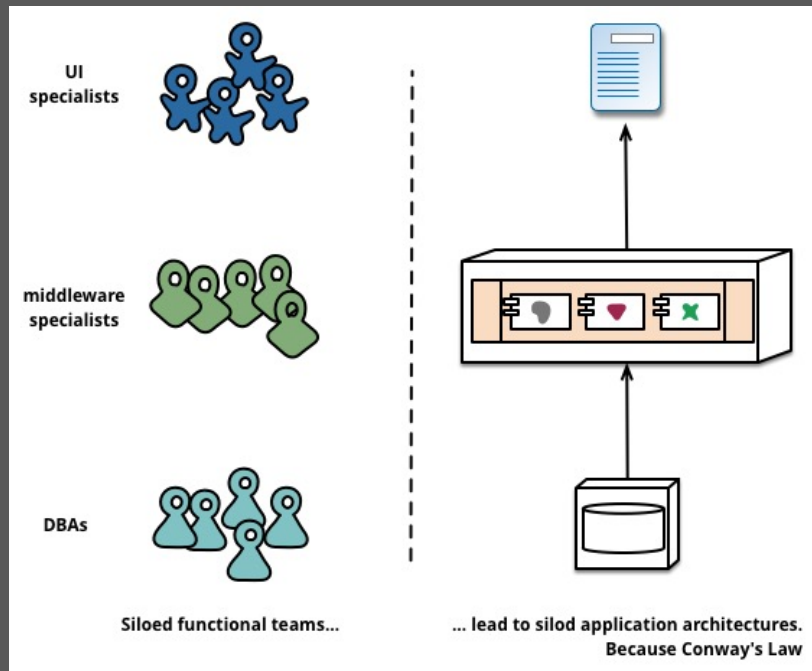 UI
specialists
middleware
specialists
DBAs
Siloed functional teams...
... lead to silod application architectures.
Because Conway's Law